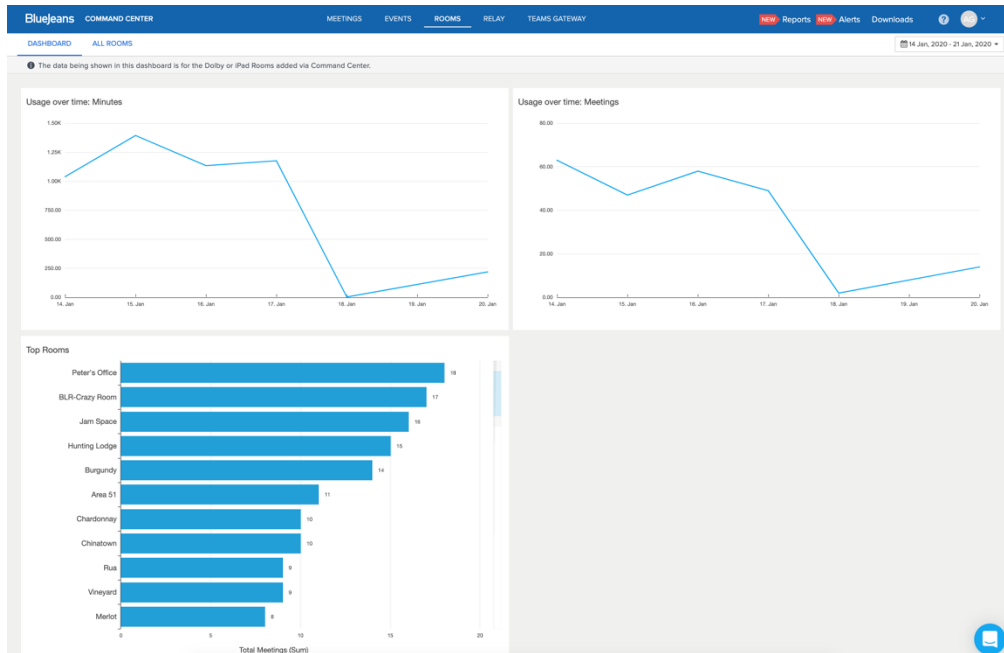 BlueJeans COMMAND CENTER MEETINGS EVENTS ROOMS RELAY TEAMS GATEWAY NEW Reports NEW Alerts Downloads ? AG
DASHBOARD ALL ROOMS 14 Jan, 2020 - 21 Jan, 2020
The data being shown in this dashboard is for the Dolby or iPad Rooms added via Command Center.
Usage over time: Minutes
1.50K
1.25K
1.00K
750.00
500.00
250.00
0.00
14. Jan 15. Jan 16. Jan 17. Jan 18. Jan 19. Jan 20. Jan
Usage over time: Meetings
80.00
60.00
40.00
20.00
0.00
14. Jan 15. Jan 16. Jan 17. Jan 18. Jan 19. Jan 20. Jan
Top Rooms
Peter's Office 18
BLR-Crazy Room 17
Jam Space 16
Hunting Lodge 15
Burgundy 14
Area 51 11
Chardonnay 10
Chinatown 10
Rua 9
Vineyard 9
Merlot 8
0 5 10 15 20
Total Meetings (Sum)